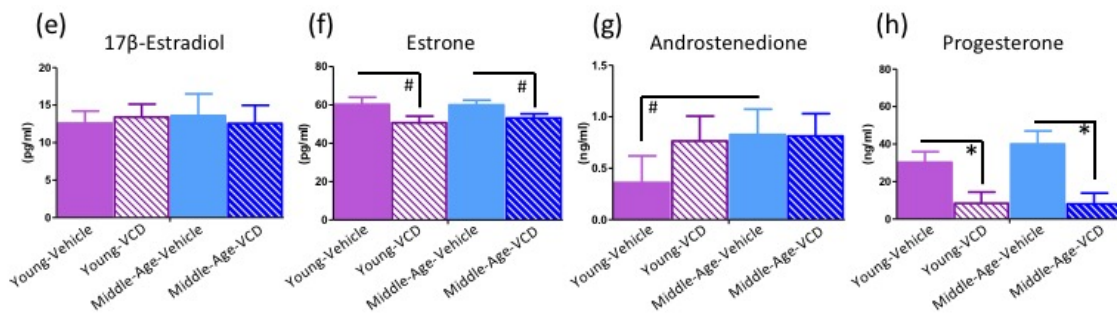 (e)
17β-Estradiol
(pg/ml)
15
10
5
0
Young-Vehicle
Young-VCD
Middle-Age-Vehicle
Middle-Age-VCD
(f)
Estrone
(pg/ml)
80
60
40
20
0
#
#
Young-Vehicle
Young-VCD
Middle-Age-Vehicle
Middle-Age-VCD
(g)
Androstenedione
(ng/ml)
1.5
1.0
0.5
0.0
#
Young-Vehicle
Young-VCD
Middle-Age-Vehicle
Middle-Age-VCD
(h)
Progesterone
(ng/ml)
80
60
40
20
0
*
*
Young-Vehicle
Young-VCD
Middle-Age-Vehicle
Middle-Age-VCD